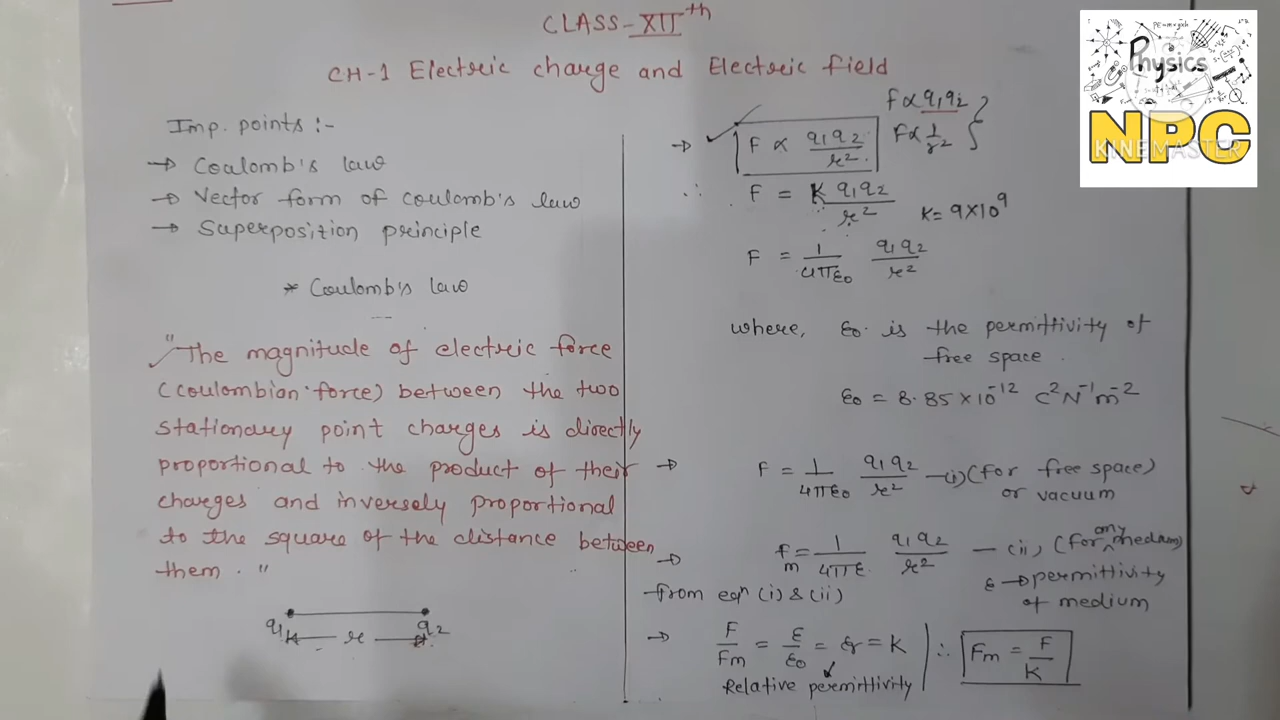 CLASS-XIIth
CH-1 Electric charge and Electric field
Imp. points :-
→ Coulomb's law
→ Vector form of coulomb's law
→ Superposition principle
* Coulomb's law
"The magnitude of electric force
(coulombian force) between the two
stationary point charges is directly
proportional to the product of their
charges and inversely proportional
to the square of the distance between
them."
q1 r q2
F ∝ q1q2
→ F ∝ q1q2/r² F ∝ 1/r² }
∴ F = K q1q2/r² K = 9×10⁹
F = 1/4πε0 q1q2/r²
where, ε0 is the permittivity of
free space.
ε0 = 8.85×10⁻¹² C²N⁻¹m⁻²
→ F = 1/4πε0 q1q2/r² —(i) (for free space)
or vacuum
→ Fm = 1/4πε q1q2/r² — (ii) (for any medium)
ε → permittivity
of medium
from eqn (i) & (ii)
→ F/Fm = ε/ε0 = εr = K ∴ Fm = F/K
Relative permittivity
Physics
NPC
KINEMASTER